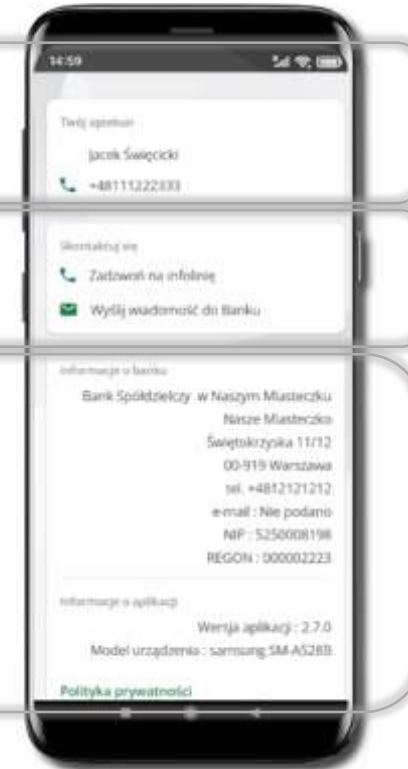 14:59
Twój opiekun
Jacek Święcicki
+48111222333
Skontaktuj się
Zadzwoń na infolinię
Wyślij wiadomość do Banku
Informacje o banku
Bank Spółdzielczy w Naszym Miasteczku
Nasze Miasteczko
Świętokrzyska 11/12
00-919 Warszawa
tel. +4812121212
e-mail : Nie podano
NIP : 5250008198
REGON : 000002223
Informacje o aplikacji
Wersja aplikacji : 2.7.0
Model urządzenia : samsung SM-A528B
Polityka prywatności